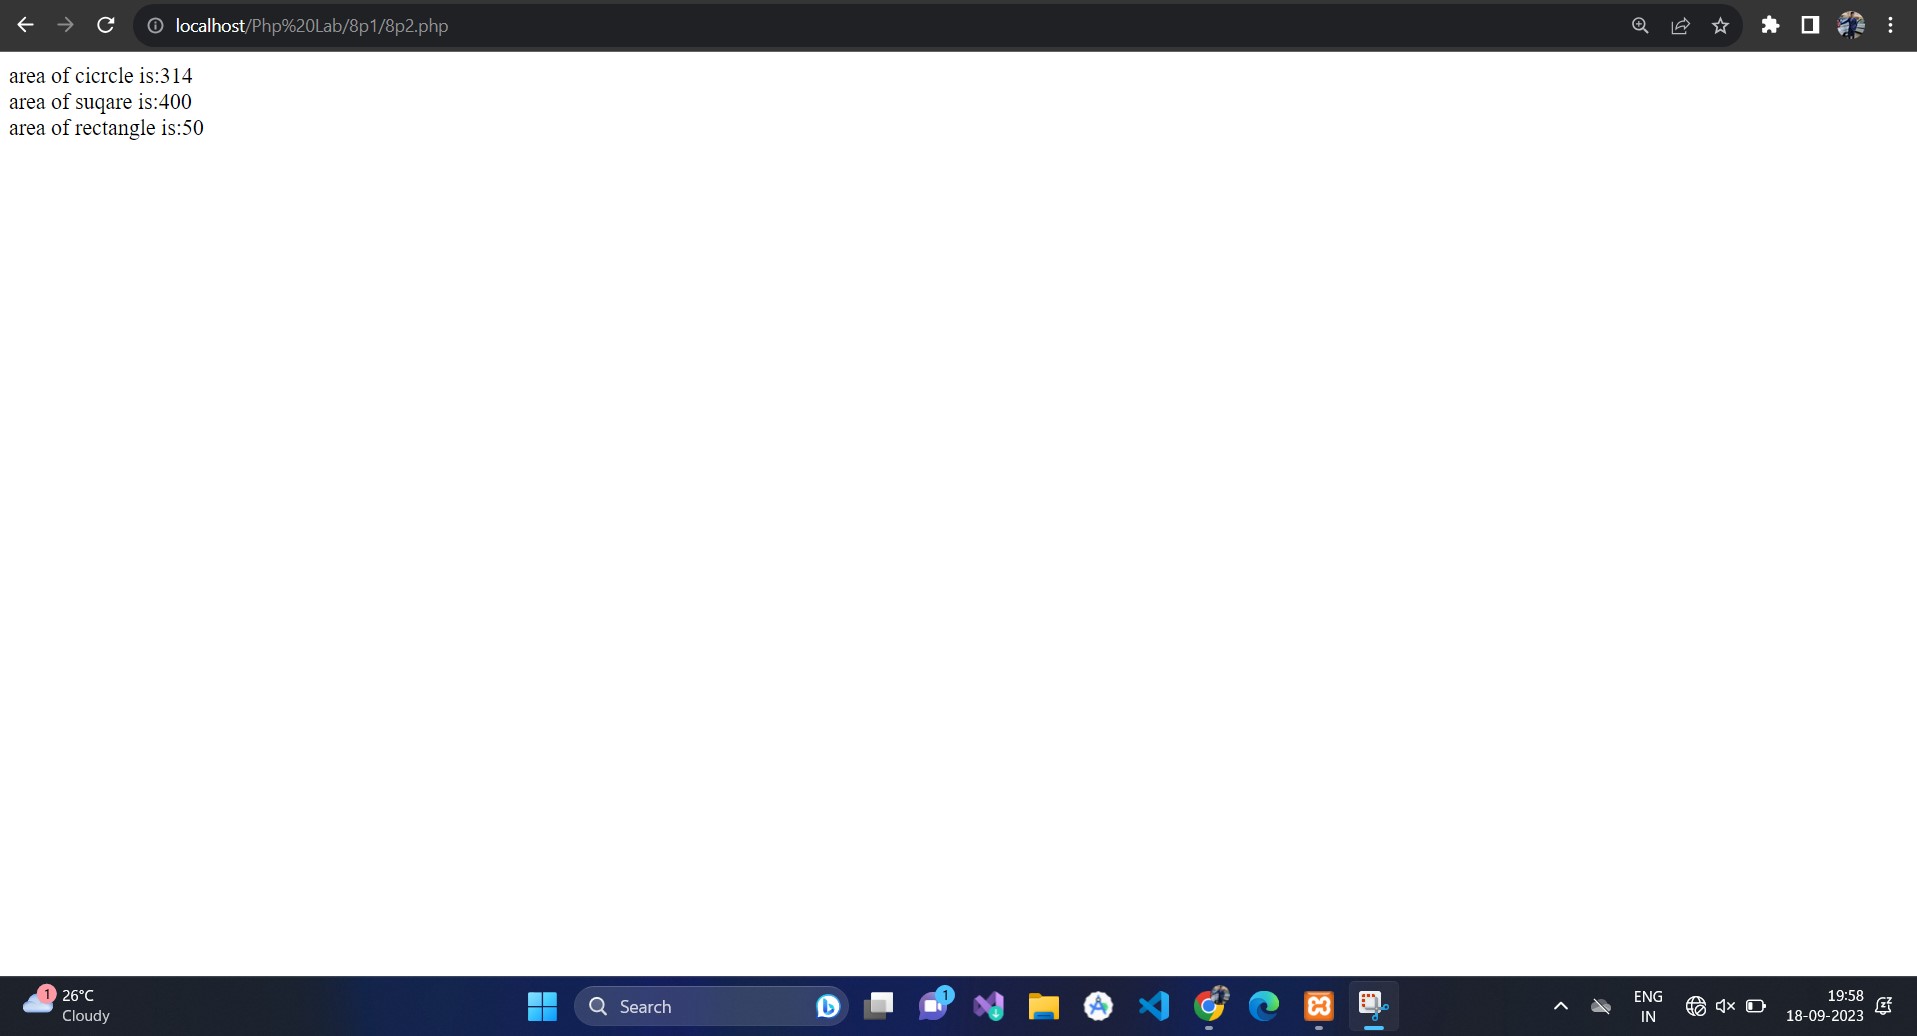 localhost/Php%20Lab/8p1/8p2.php
area of cicrcle is:314
area of suqare is:400
area of rectangle is:50
1
26°C
Cloudy
Search
1
ENG
IN
19:58
18-09-2023